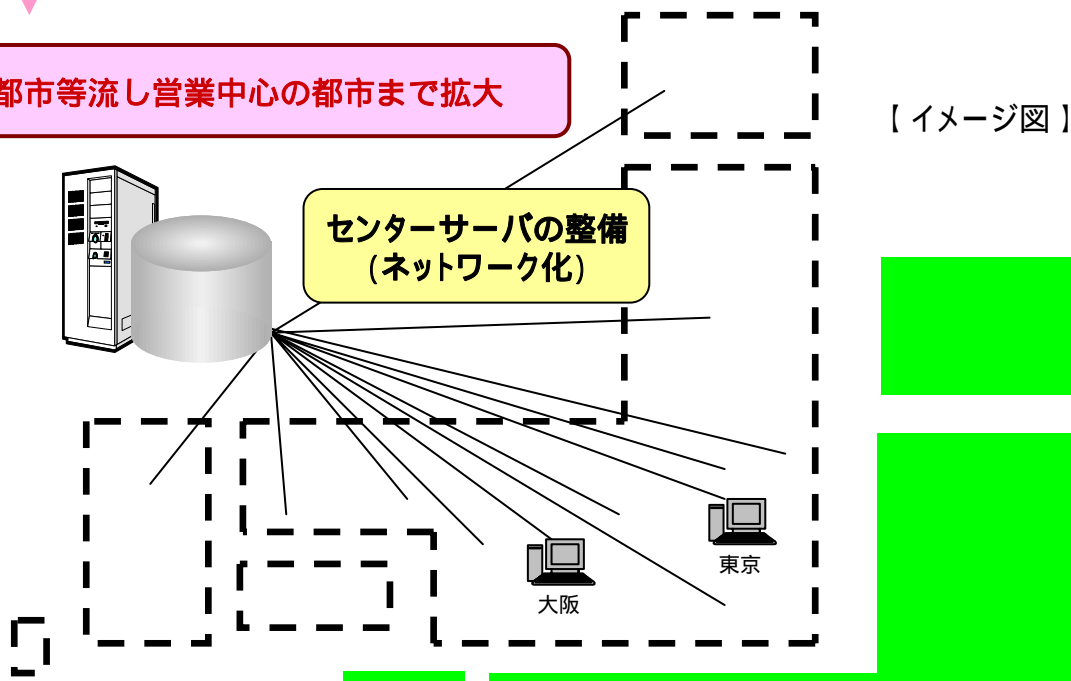 都市等流し営業中心の都市まで拡大
【イメージ図】
センターサーバの整備
(ネットワーク化)
東京
大阪